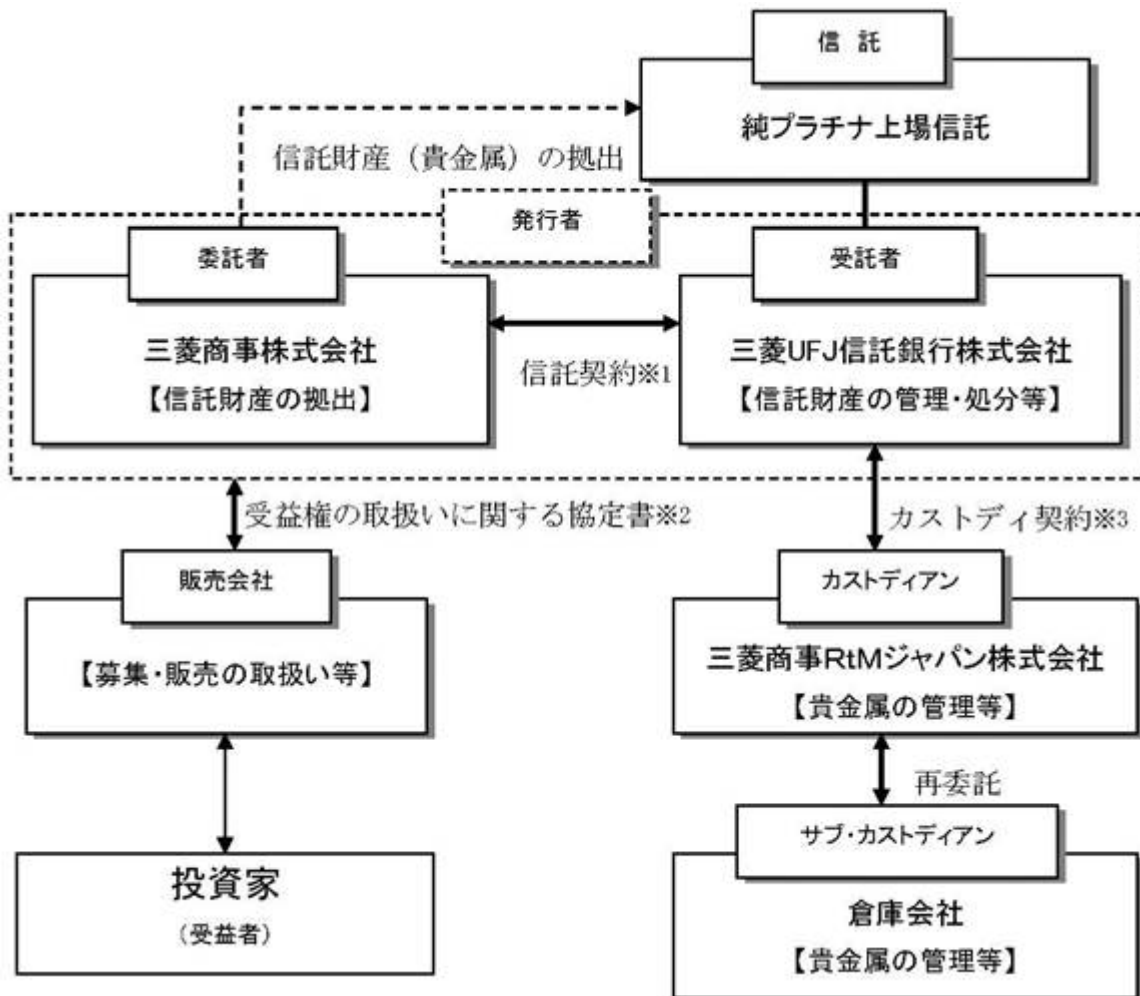 信 託
純プラチナ上場信託
信託財産（貴金属）の拠出
発行者
委託者
三菱商事株式会社
【信託財産の拠出】
信託契約※1
受託者
三菱UFJ信託銀行株式会社
【信託財産の管理・処分等】
受益権の取扱いに関する協定書※2
カストディ契約※3
販売会社
【募集・販売の取扱い等】
カストディアン
三菱商事RtMジャパン株式会社
【貴金属の管理等】
再委託
投資家
（受益者）
サブ・カストディアン
倉庫会社
【貴金属の管理等】